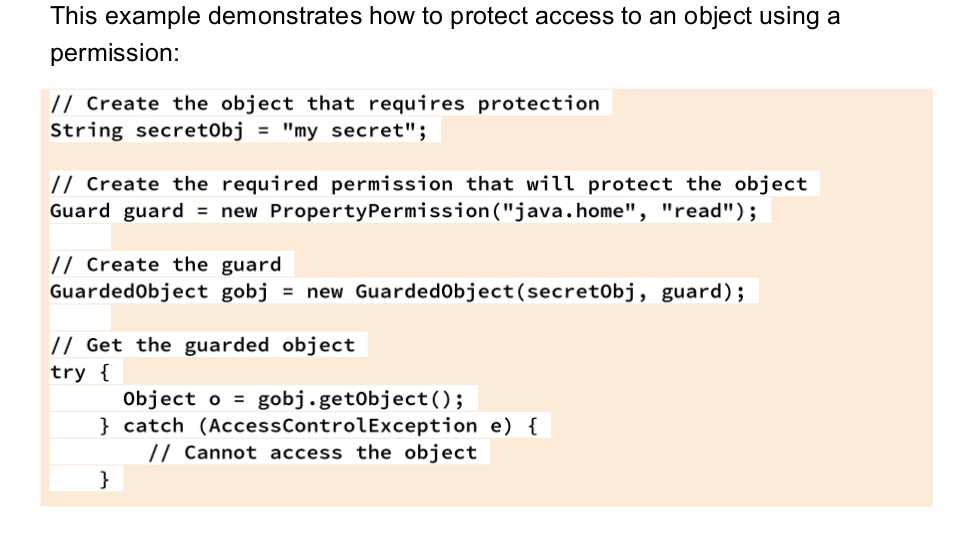 This example demonstrates how to protect access to an object using a
permission:
// Create the object that requires protection
String secretObj = "my secret";
// Create the required permission that will protect the object
Guard guard = new PropertyPermission("java.home", "read");
// Create the guard
GuardedObject gobj = new GuardedObject(secretObj, guard);
// Get the guarded object
try {
Object o = gobj.getObject();
} catch (AccessControlException e) {
// Cannot access the object
}